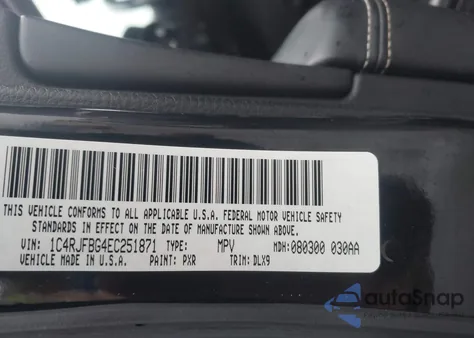 THIS VEHICLE CONFORMS TO ALL APPLICABLE U.S.A. FEDERAL MOTOR VEHICLE SAFETY
STANDARDS IN EFFECT ON THE DATE OF MANUFACTURE SHOWN ABOVE
VIN: 1C4RJFBG4EC251871 TYPE: MPV MDH: 080300 030AA
VEHICLE MADE IN U.S.A. PAINT: PXR TRIM: DLX9
autoSnap